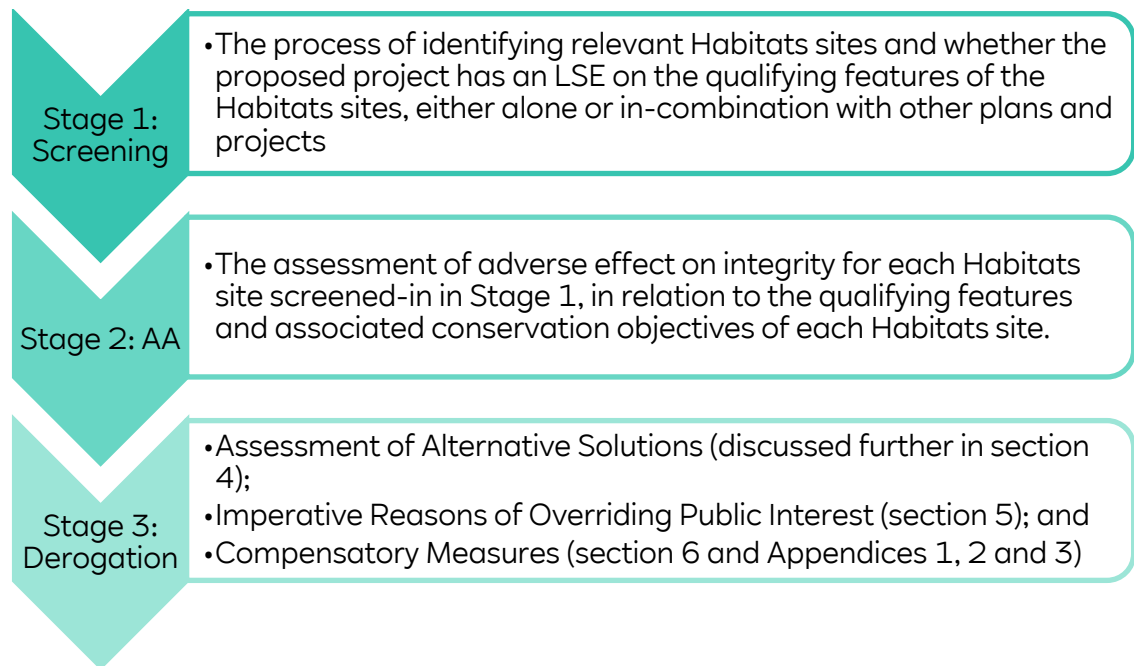 Stage 1:
Screening
•The process of identifying relevant Habitats sites and whether the
proposed project has an LSE on the qualifying features of the
Habitats sites, either alone or in-combination with other plans and
projects
Stage 2: AA
•The assessment of adverse effect on integrity for each Habitats
site screened-in in Stage 1, in relation to the qualifying features
and associated conservation objectives of each Habitats site.
Stage 3:
Derogation
•Assessment of Alternative Solutions (discussed further in section
4);
•Imperative Reasons of Overriding Public Interest (section 5); and
•Compensatory Measures (section 6 and Appendices 1, 2 and 3)